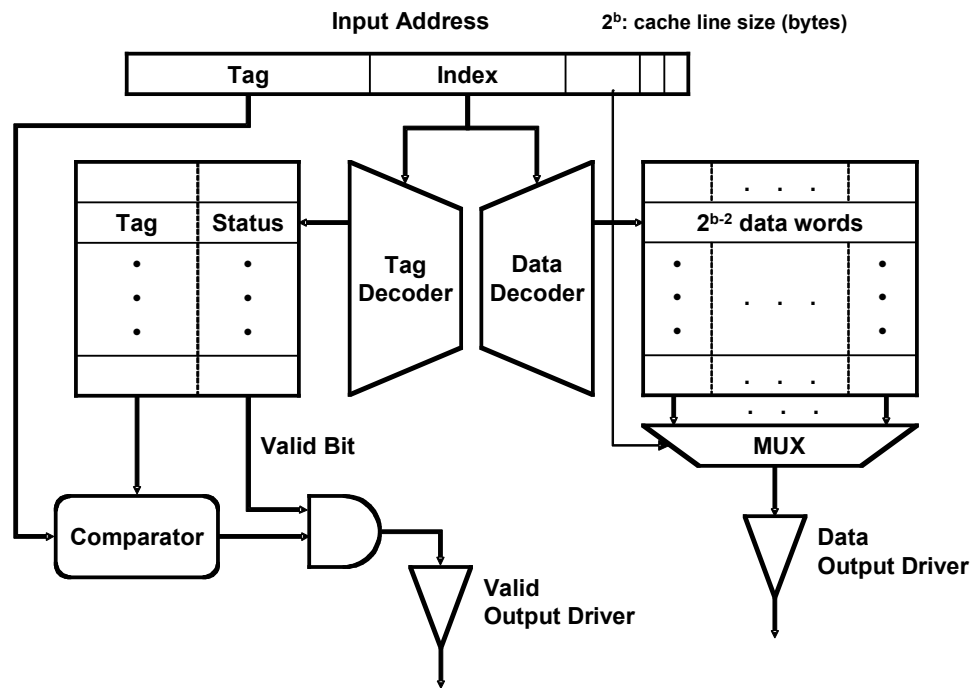 Input Address
2ᵇ: cache line size (bytes)
Tag
Index
Tag
Status
Tag
Decoder
Data
Decoder
2ᵇ⁻² data words
Valid Bit
MUX
Comparator
Data
Output Driver
Valid
Output Driver